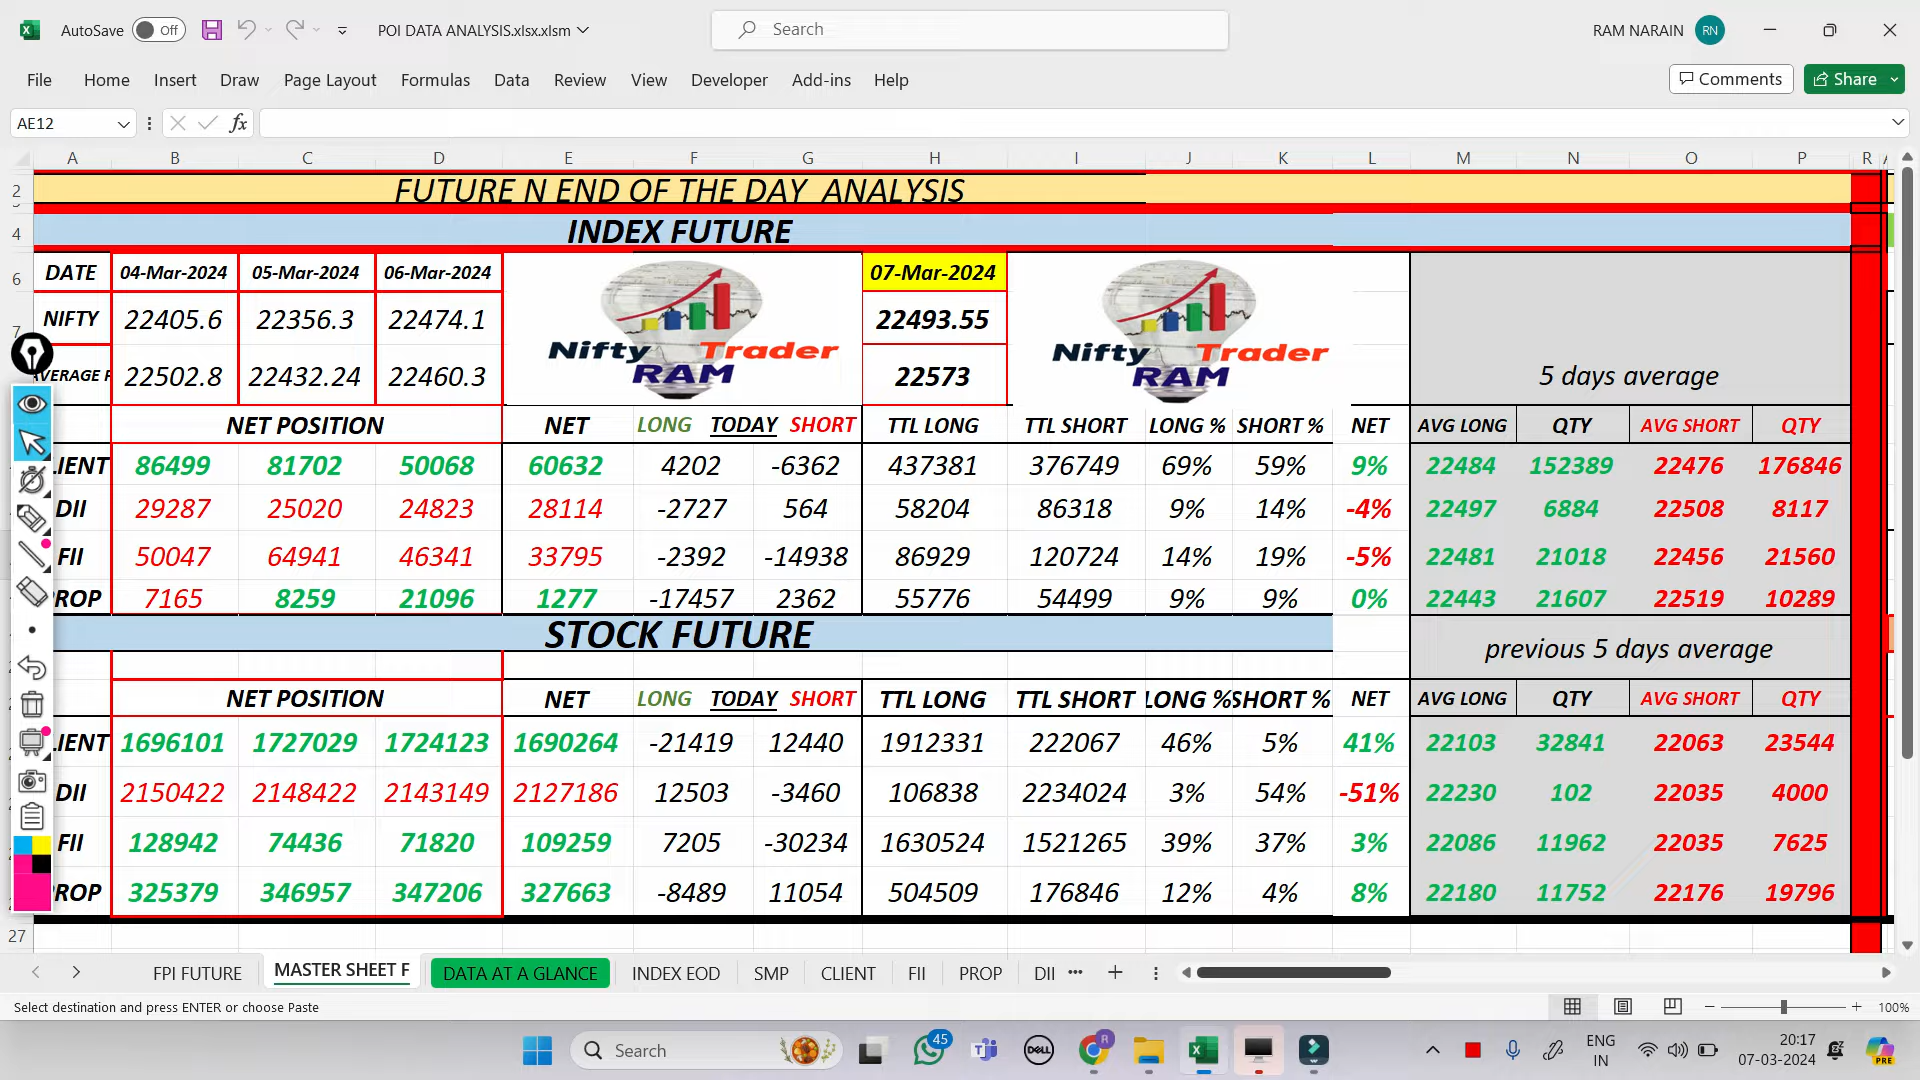 AutoSave Off POI DATA ANALYSIS.xlsx.xlsm Search RAM NARAIN RN
File Home Insert Draw Page Layout Formulas Data Review View Developer Add-ins Help Comments Share
AE12 fx
A B C D E F G H I J K L M N O P R
2 FUTURE N END OF THE DAY ANALYSIS
4 INDEX FUTURE
6 DATE 04-Mar-2024 05-Mar-2024 06-Mar-2024 07-Mar-2024
7 NIFTY 22405.6 22356.3 22474.1 22493.55
Nifty Trader RAM
Nifty Trader RAM
AVERAGE P 22502.8 22432.24 22460.3 22573 5 days average
NET POSITION NET LONG TODAY SHORT TTL LONG TTL SHORT LONG % SHORT % NET AVG LONG QTY AVG SHORT QTY
LIENT 86499 81702 50068 60632 4202 -6362 437381 376749 69% 59% 9% 22484 152389 22476 176846
DII 29287 25020 24823 28114 -2727 564 58204 86318 9% 14% -4% 22497 6884 22508 8117
FII 50047 64941 46341 33795 -2392 -14938 86929 120724 14% 19% -5% 22481 21018 22456 21560
ROP 7165 8259 21096 1277 -17457 2362 55776 54499 9% 9% 0% 22443 21607 22519 10289
STOCK FUTURE previous 5 days average
NET POSITION NET LONG TODAY SHORT TTL LONG TTL SHORT LONG % SHORT % NET AVG LONG QTY AVG SHORT QTY
LIENT 1696101 1727029 1724123 1690264 -21419 12440 1912331 222067 46% 5% 41% 22103 32841 22063 23544
DII 2150422 2148422 2143149 2127186 12503 -3460 106838 2234024 3% 54% -51% 22230 102 22035 4000
FII 128942 74436 71820 109259 7205 -30234 1630524 1521265 39% 37% 3% 22086 11962 22035 7625
ROP 325379 346957 347206 327663 -8489 11054 504509 176846 12% 4% 8% 22180 11752 22176 19796
27
FPI FUTURE MASTER SHEET F DATA AT A GLANCE INDEX EOD SMP CLIENT FII PROP DII
Select destination and press ENTER or choose Paste 100%
Search 45 DELL R ENG IN 20:17 07-03-2024 PRE